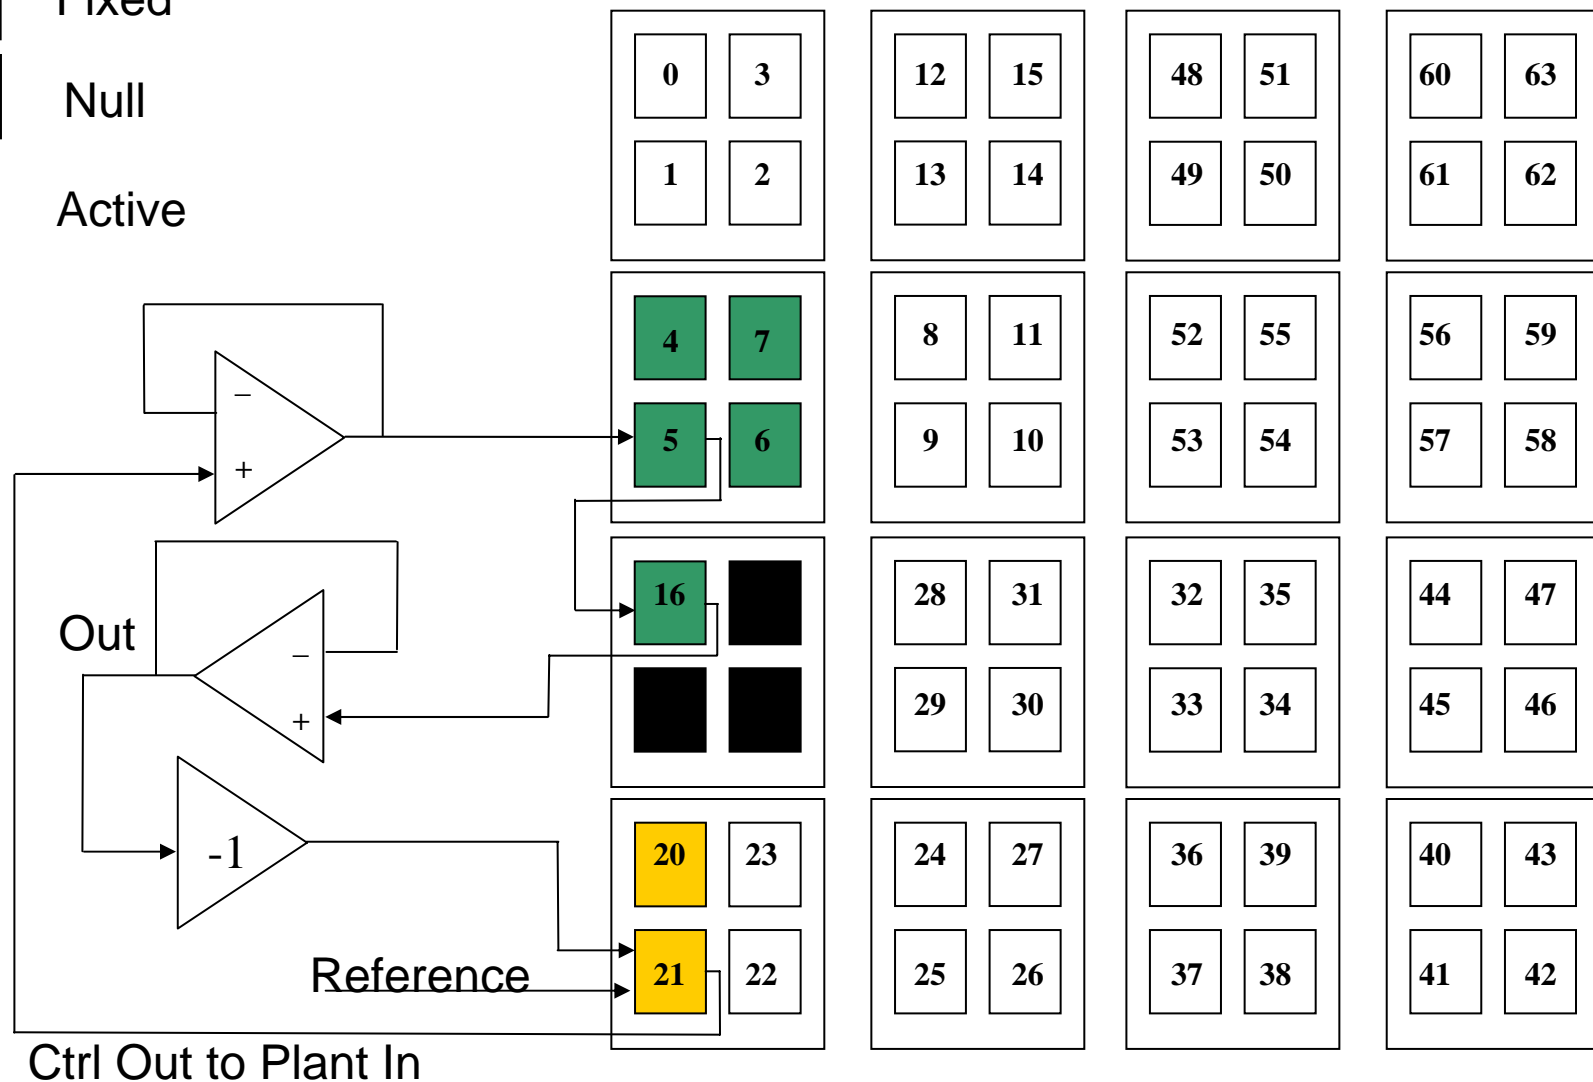 Fixed
Null
Active
0 3 12 15 48 51 60 63
1 2 13 14 49 50 61 62
4 7 8 11 52 55 56 59
5 6 9 10 53 54 57 58
−
+
16 28 31 32 35 44 47
29 30 33 34 45 46
Out
−
+
20 23 24 27 36 39 40 43
-1
21 22 25 26 37 38 41 42
Reference
Ctrl Out to Plant In